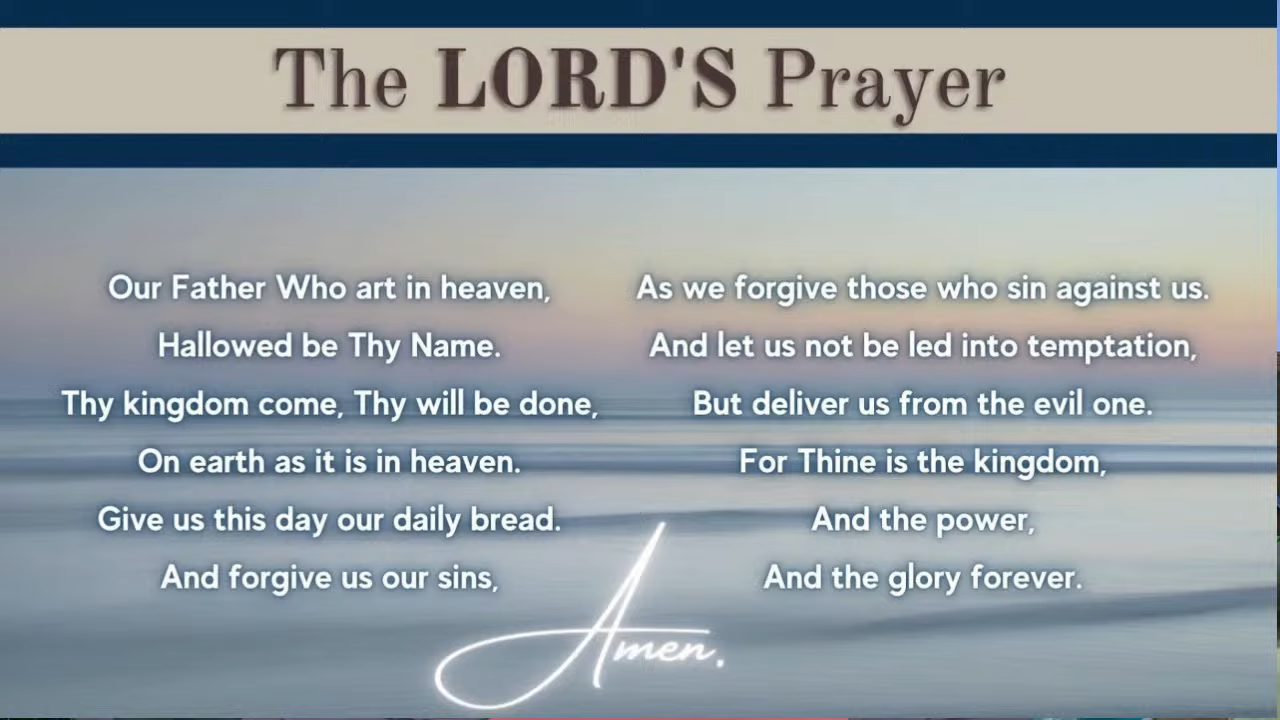 The LORD'S Prayer
Our Father Who art in heaven,
Hallowed be Thy Name.
Thy kingdom come, Thy will be done,
On earth as it is in heaven.
Give us this day our daily bread.
And forgive us our sins,
As we forgive those who sin against us.
And let us not be led into temptation,
But deliver us from the evil one.
For Thine is the kingdom,
And the power,
And the glory forever.
Amen.